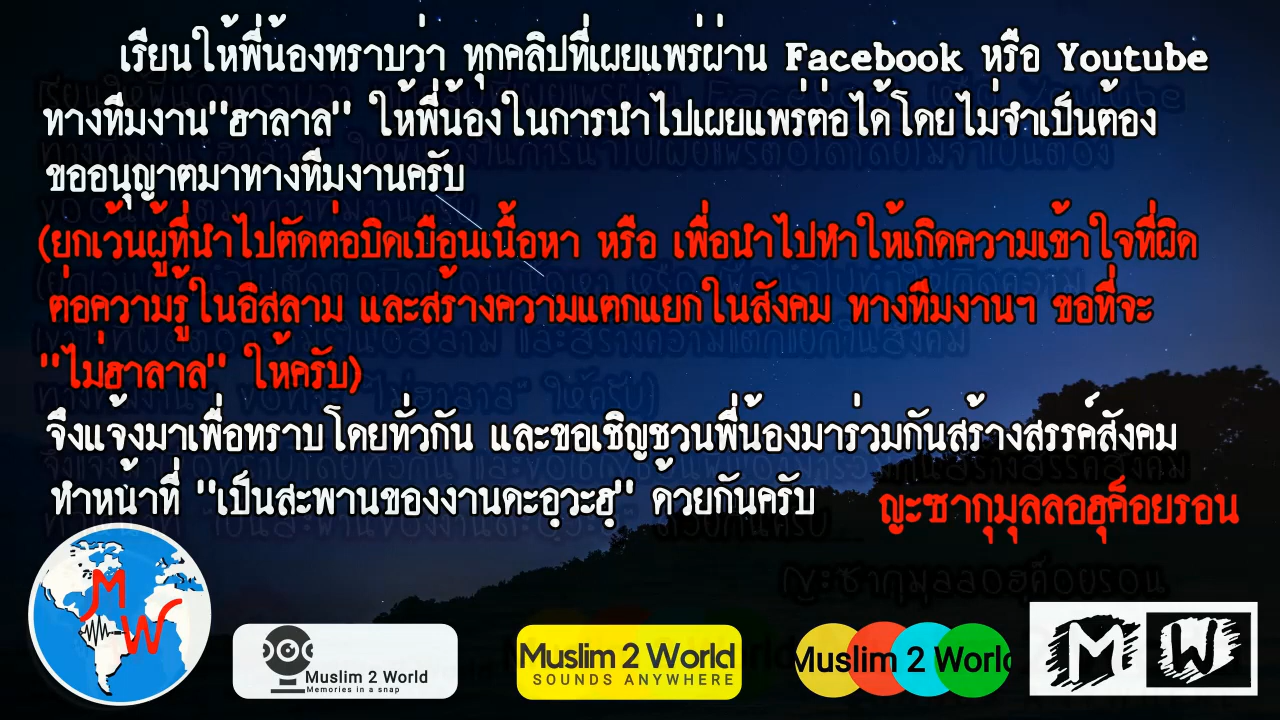 เรียนให้พี่น้องทราบว่า ทุกคลิปที่เผยแพร่ผ่าน Facebook หรือ Youtube
ทางทีมงาน"ฮาลาล" ให้พี่น้องในการนำไปเผยแพร่ต่อได้โดยไม่จำเป็นต้อง
ขออนุญาตมาทางทีมงานครับ
(ยกเว้นผู้ที่นำไปตัดต่อบิดเบือนเนื้อหา หรือ เพื่อนำไปทำให้เกิดความเข้าใจที่ผิด
ต่อความรู้ในอิสลาม และสร้างความแตกแยกในสังคม ทางทีมงานฯ ขอที่จะ
"ไม่ฮาลาล" ให้ครับ)
จึงแจ้งมาเพื่อทราบโดยทั่วกัน และขอเชิญชวนพี่น้องมาร่วมกันสร้างสรรค์สังคม
ทำหน้าที่ "เป็นสะพานของงานดะอฺวะฮฺ" ด้วยกันครับ
ญะซากุมุลลอฮุค็อยรอน
M W
Muslim 2 World
Memories in a snap
Muslim 2 World
SOUNDS ANYWHERE
Muslim 2 World
M W